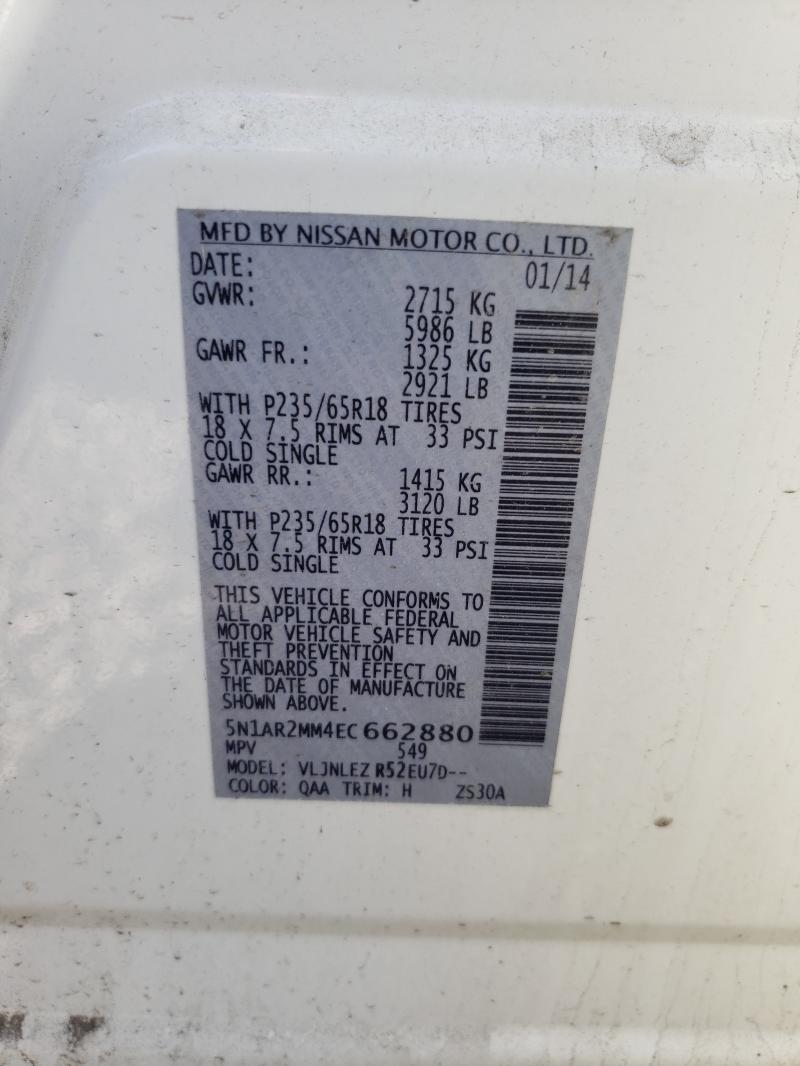 MFD BY NISSAN MOTOR CO., LTD.
DATE: 01/14
GVWR: 2715 KG
5986 LB
GAWR FR.: 1325 KG
2921 LB
WITH P235/65R18 TIRES
18 X 7.5 RIMS AT 33 PSI
COLD SINGLE
GAWR RR.: 1415 KG
3120 LB
WITH P235/65R18 TIRES
18 X 7.5 RIMS AT 33 PSI
COLD SINGLE
THIS VEHICLE CONFORMS TO
ALL APPLICABLE FEDERAL
MOTOR VEHICLE SAFETY AND
THEFT PREVENTION
STANDARDS IN EFFECT ON
THE DATE OF MANUFACTURE
SHOWN ABOVE.
5N1AR2MM4EC662880
MPV 549
MODEL: VLJNLEZ R52EU7D--
COLOR: QAA TRIM: H ZS30A